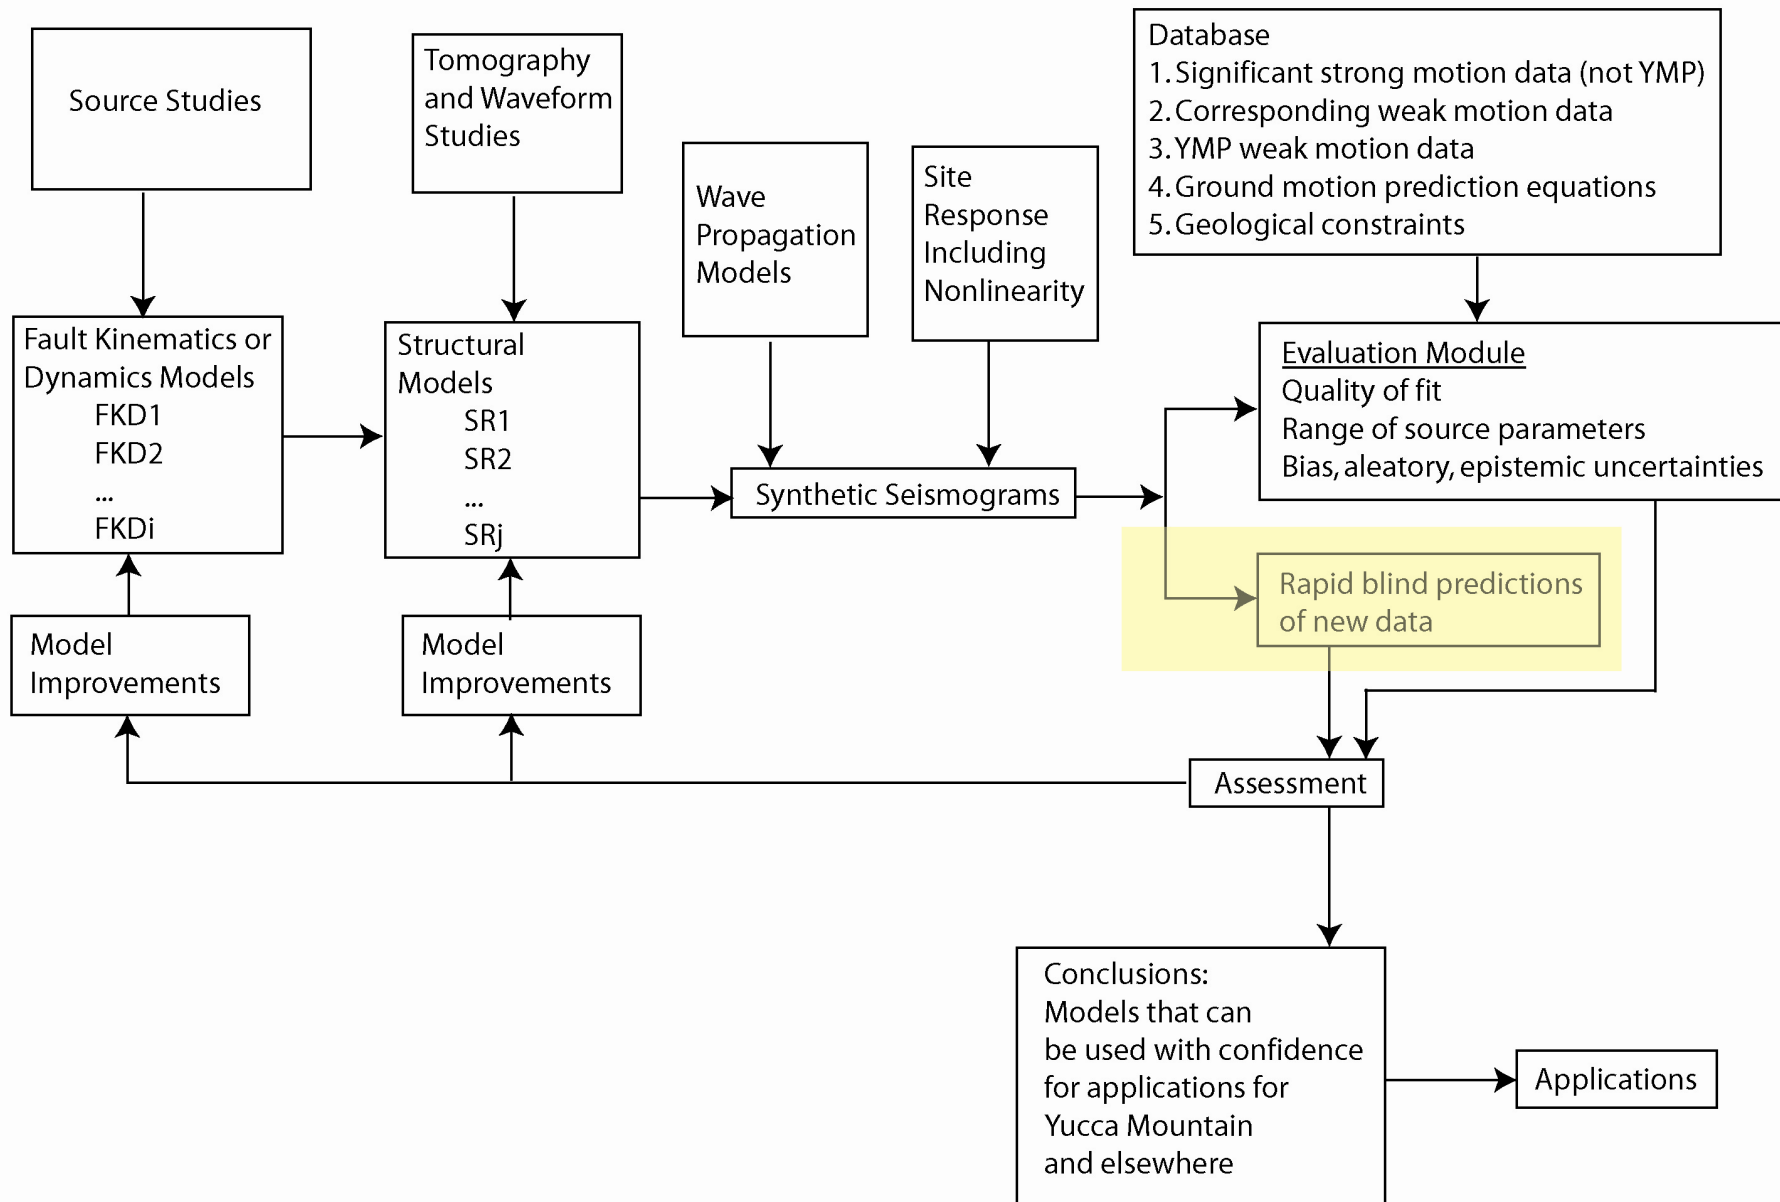 Source Studies
Tomography
and Waveform
Studies
Wave
Propagation
Models
Site
Response
Including
Nonlinearity
Database
1. Significant strong motion data (not YMP)
2. Corresponding weak motion data
3. YMP weak motion data
4. Ground motion prediction equations
5. Geological constraints
Fault Kinematics or
Dynamics Models
FKD1
FKD2
...
FKDi
Structural
Models
SR1
SR2
...
SRj
Synthetic Seismograms
Evaluation Module
Quality of fit
Range of source parameters
Bias, aleatory, epistemic uncertainties
Rapid blind predictions
of new data
Model
Improvements
Model
Improvements
Assessment
Conclusions:
Models that can
be used with confidence
for applications for
Yucca Mountain
and elsewhere
Applications